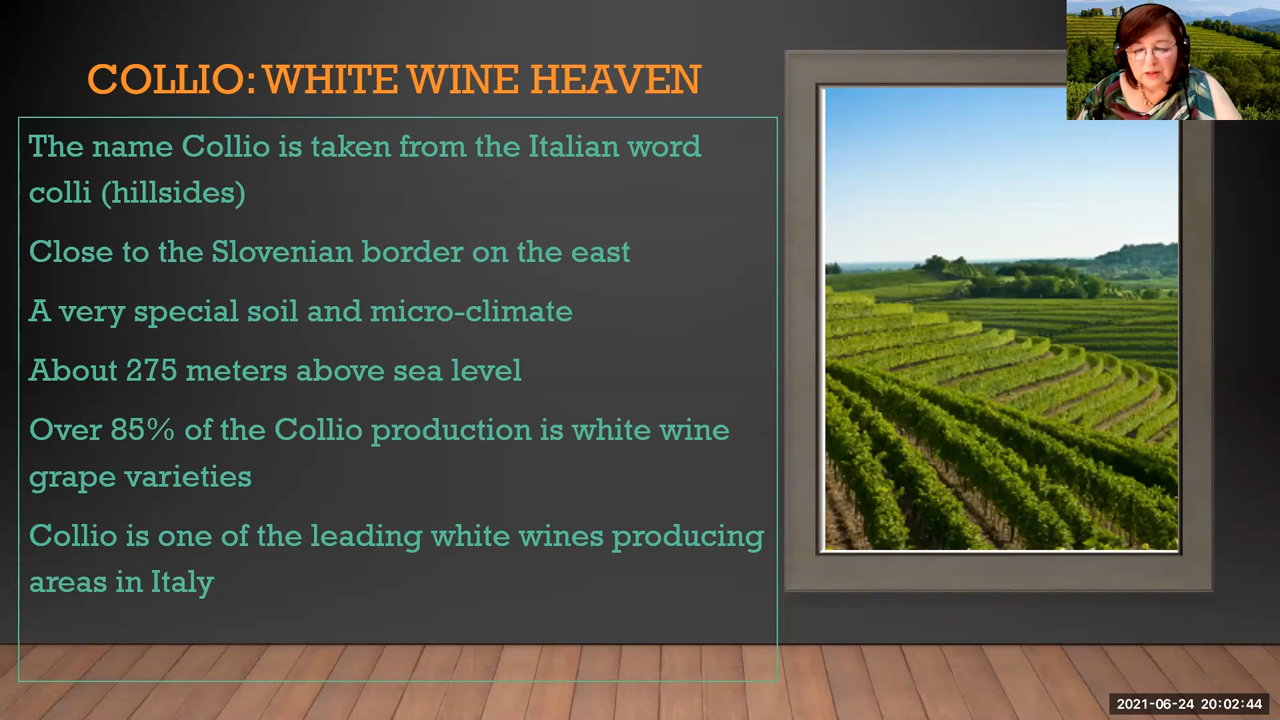 COLLIO: WHITE WINE HEAVEN
The name Collio is taken from the Italian word
colli (hillsides)
Close to the Slovenian border on the east
A very special soil and micro-climate
About 275 meters above sea level
Over 85% of the Collio production is white wine
grape varieties
Collio is one of the leading white wines producing
areas in Italy
2021-06-24 20:02:44